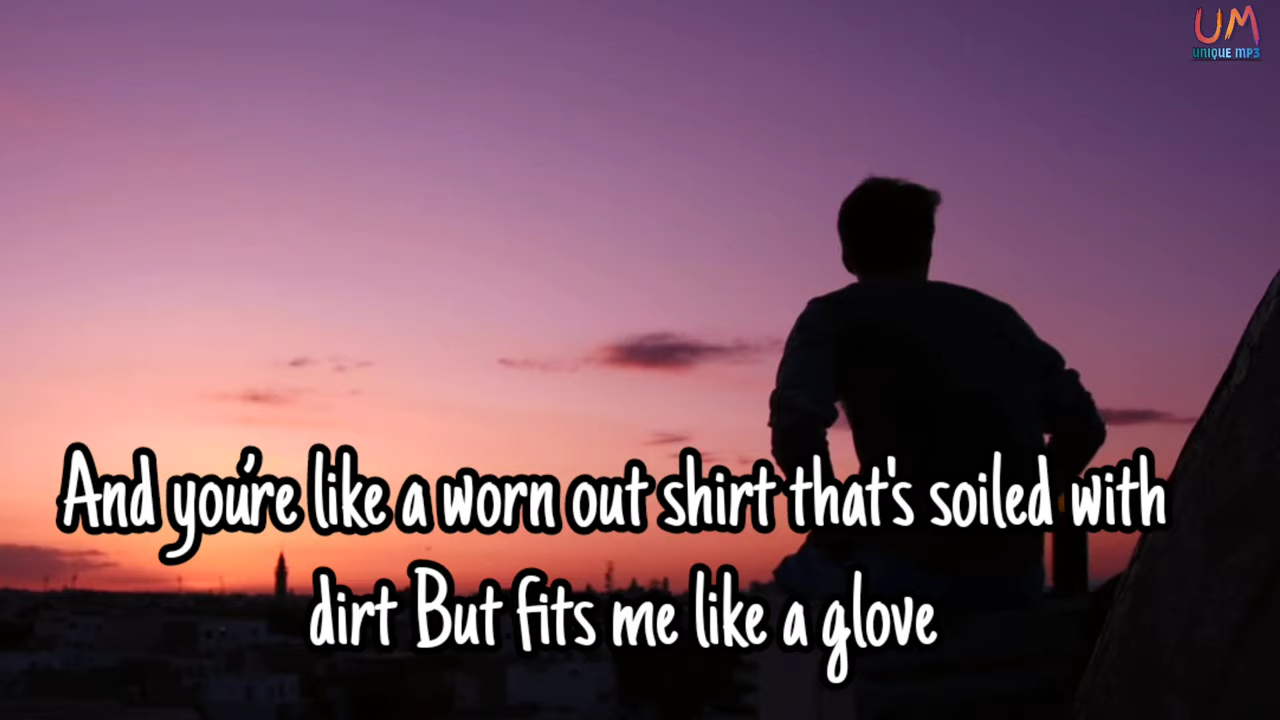 UM
UNIQUE MP3
And you're like a worn out shirt that's soiled with
dirt But fits me like a glove